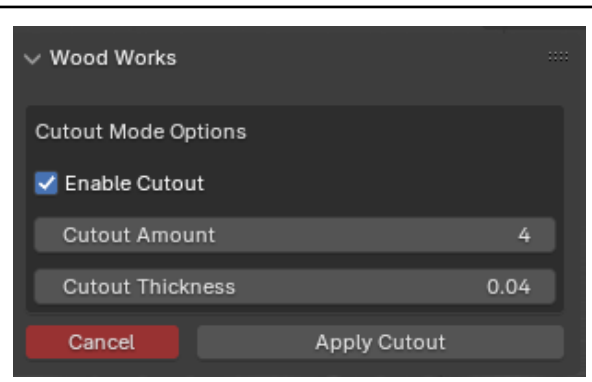 Wood Works
Cutout Mode Options
Enable Cutout
Cutout Amount 4
Cutout Thickness 0.04
Cancel Apply Cutout